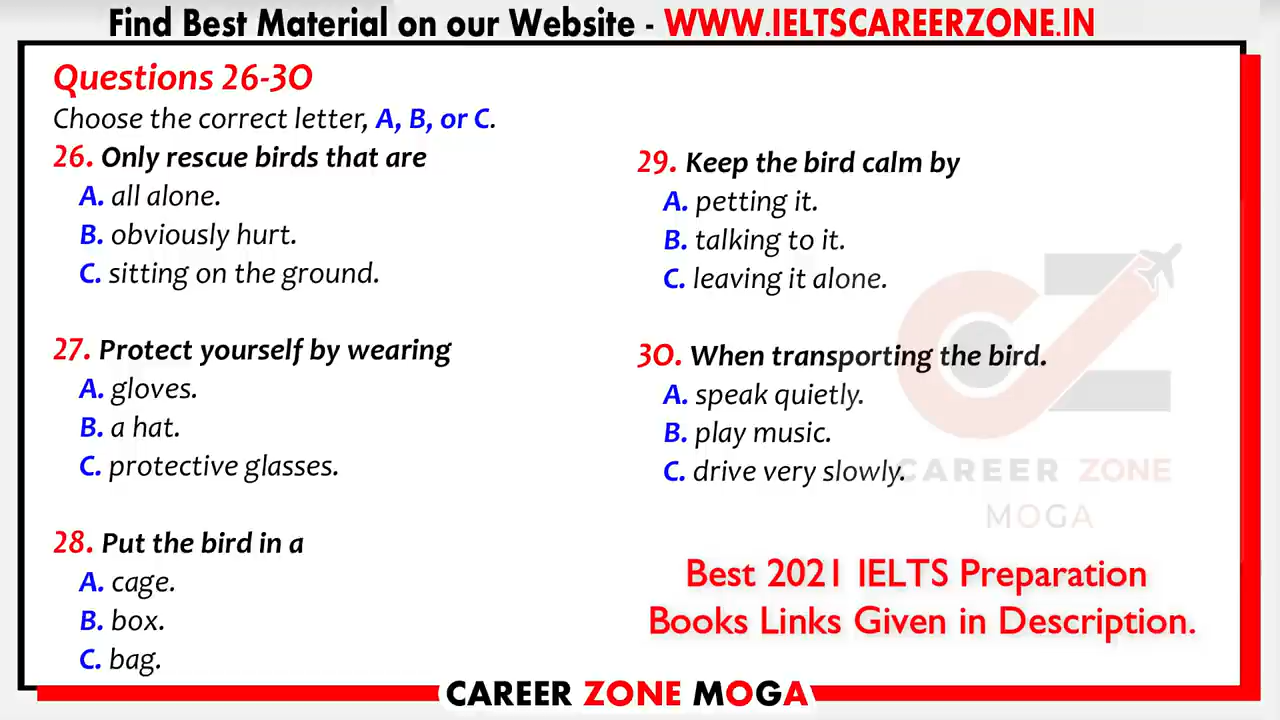 Find Best Material on our Website - WWW.IELTSCAREERZONE.IN
Questions 26-30
Choose the correct letter, A, B, or C.
26. Only rescue birds that are
A. all alone.
B. obviously hurt.
C. sitting on the ground.
27. Protect yourself by wearing
A. gloves.
B. a hat.
C. protective glasses.
28. Put the bird in a
A. cage.
B. box.
C. bag.
29. Keep the bird calm by
A. petting it.
B. talking to it.
C. leaving it alone.
30. When transporting the bird.
A. speak quietly.
B. play music.
C. drive very slowly.
CZ
CAREER ZONE
MOGA
Best 2021 IELTS Preparation
Books Links Given in Description.
CAREER ZONE MOGA